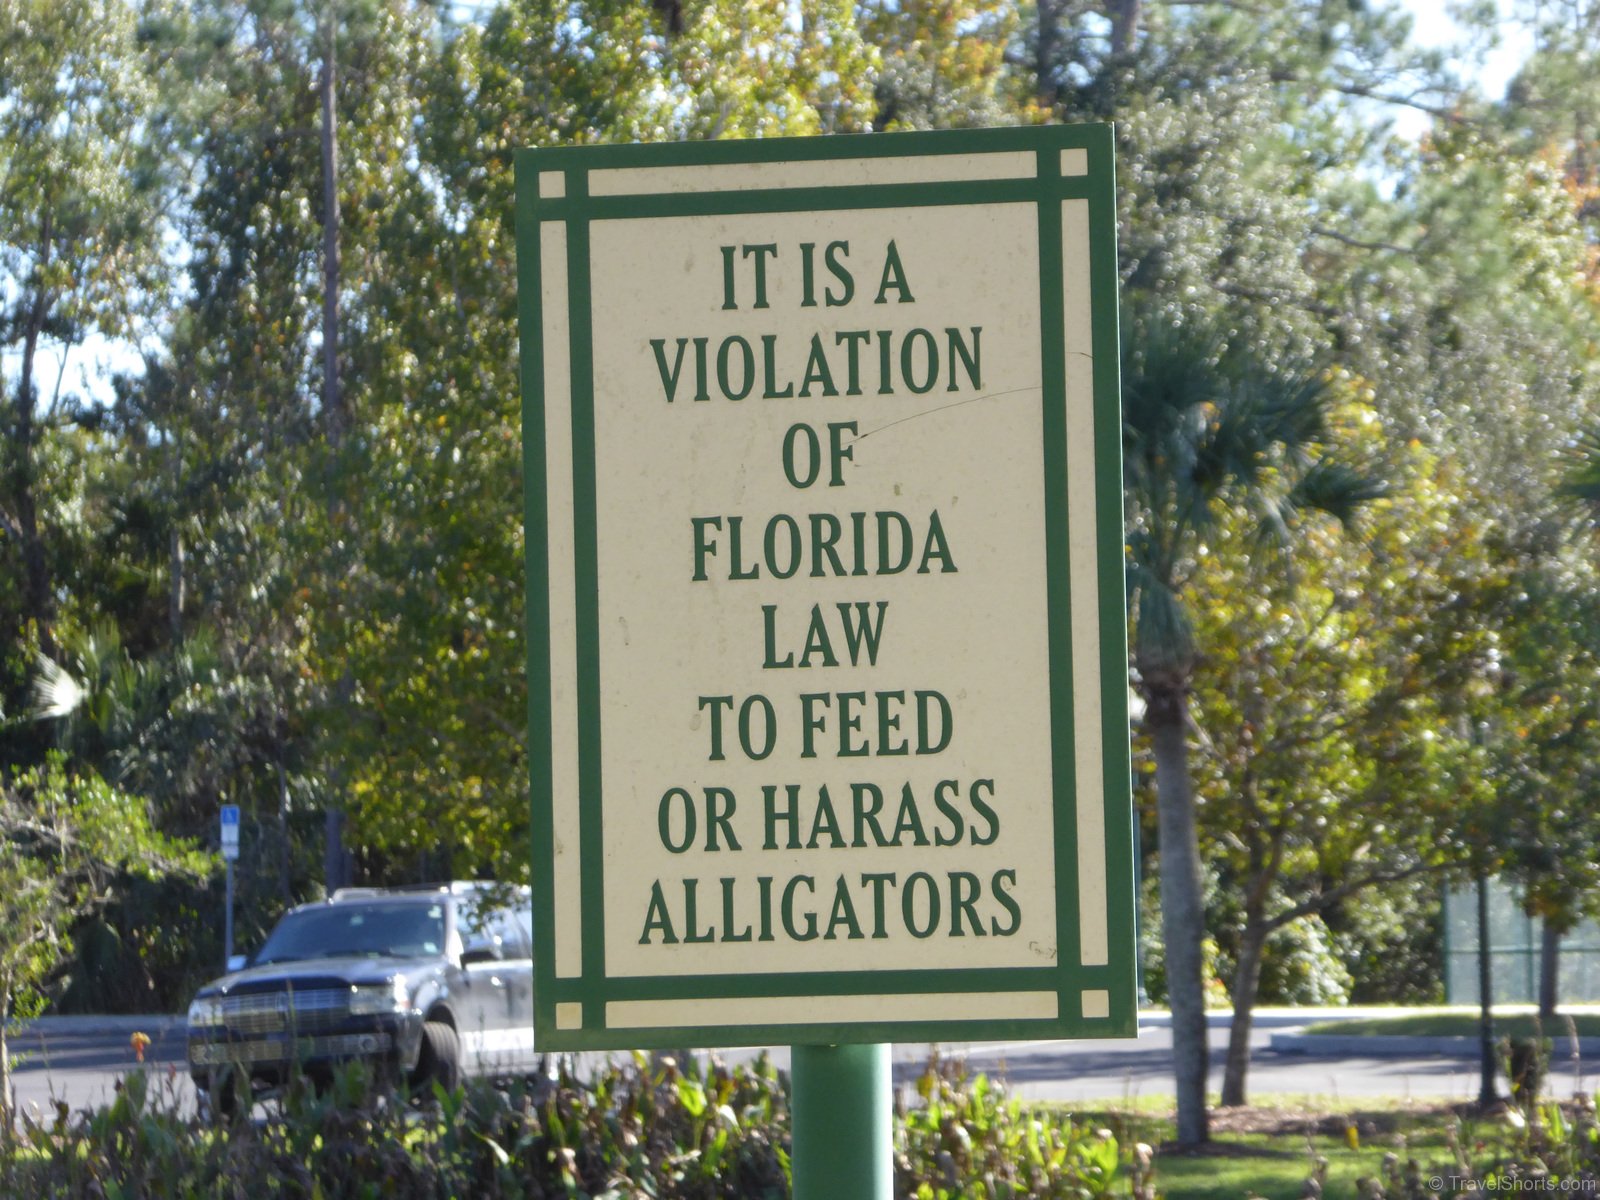 IT IS A
VIOLATION
OF
FLORIDA
LAW
TO FEED
OR HARASS
ALLIGATORS
© TravelShorts.com